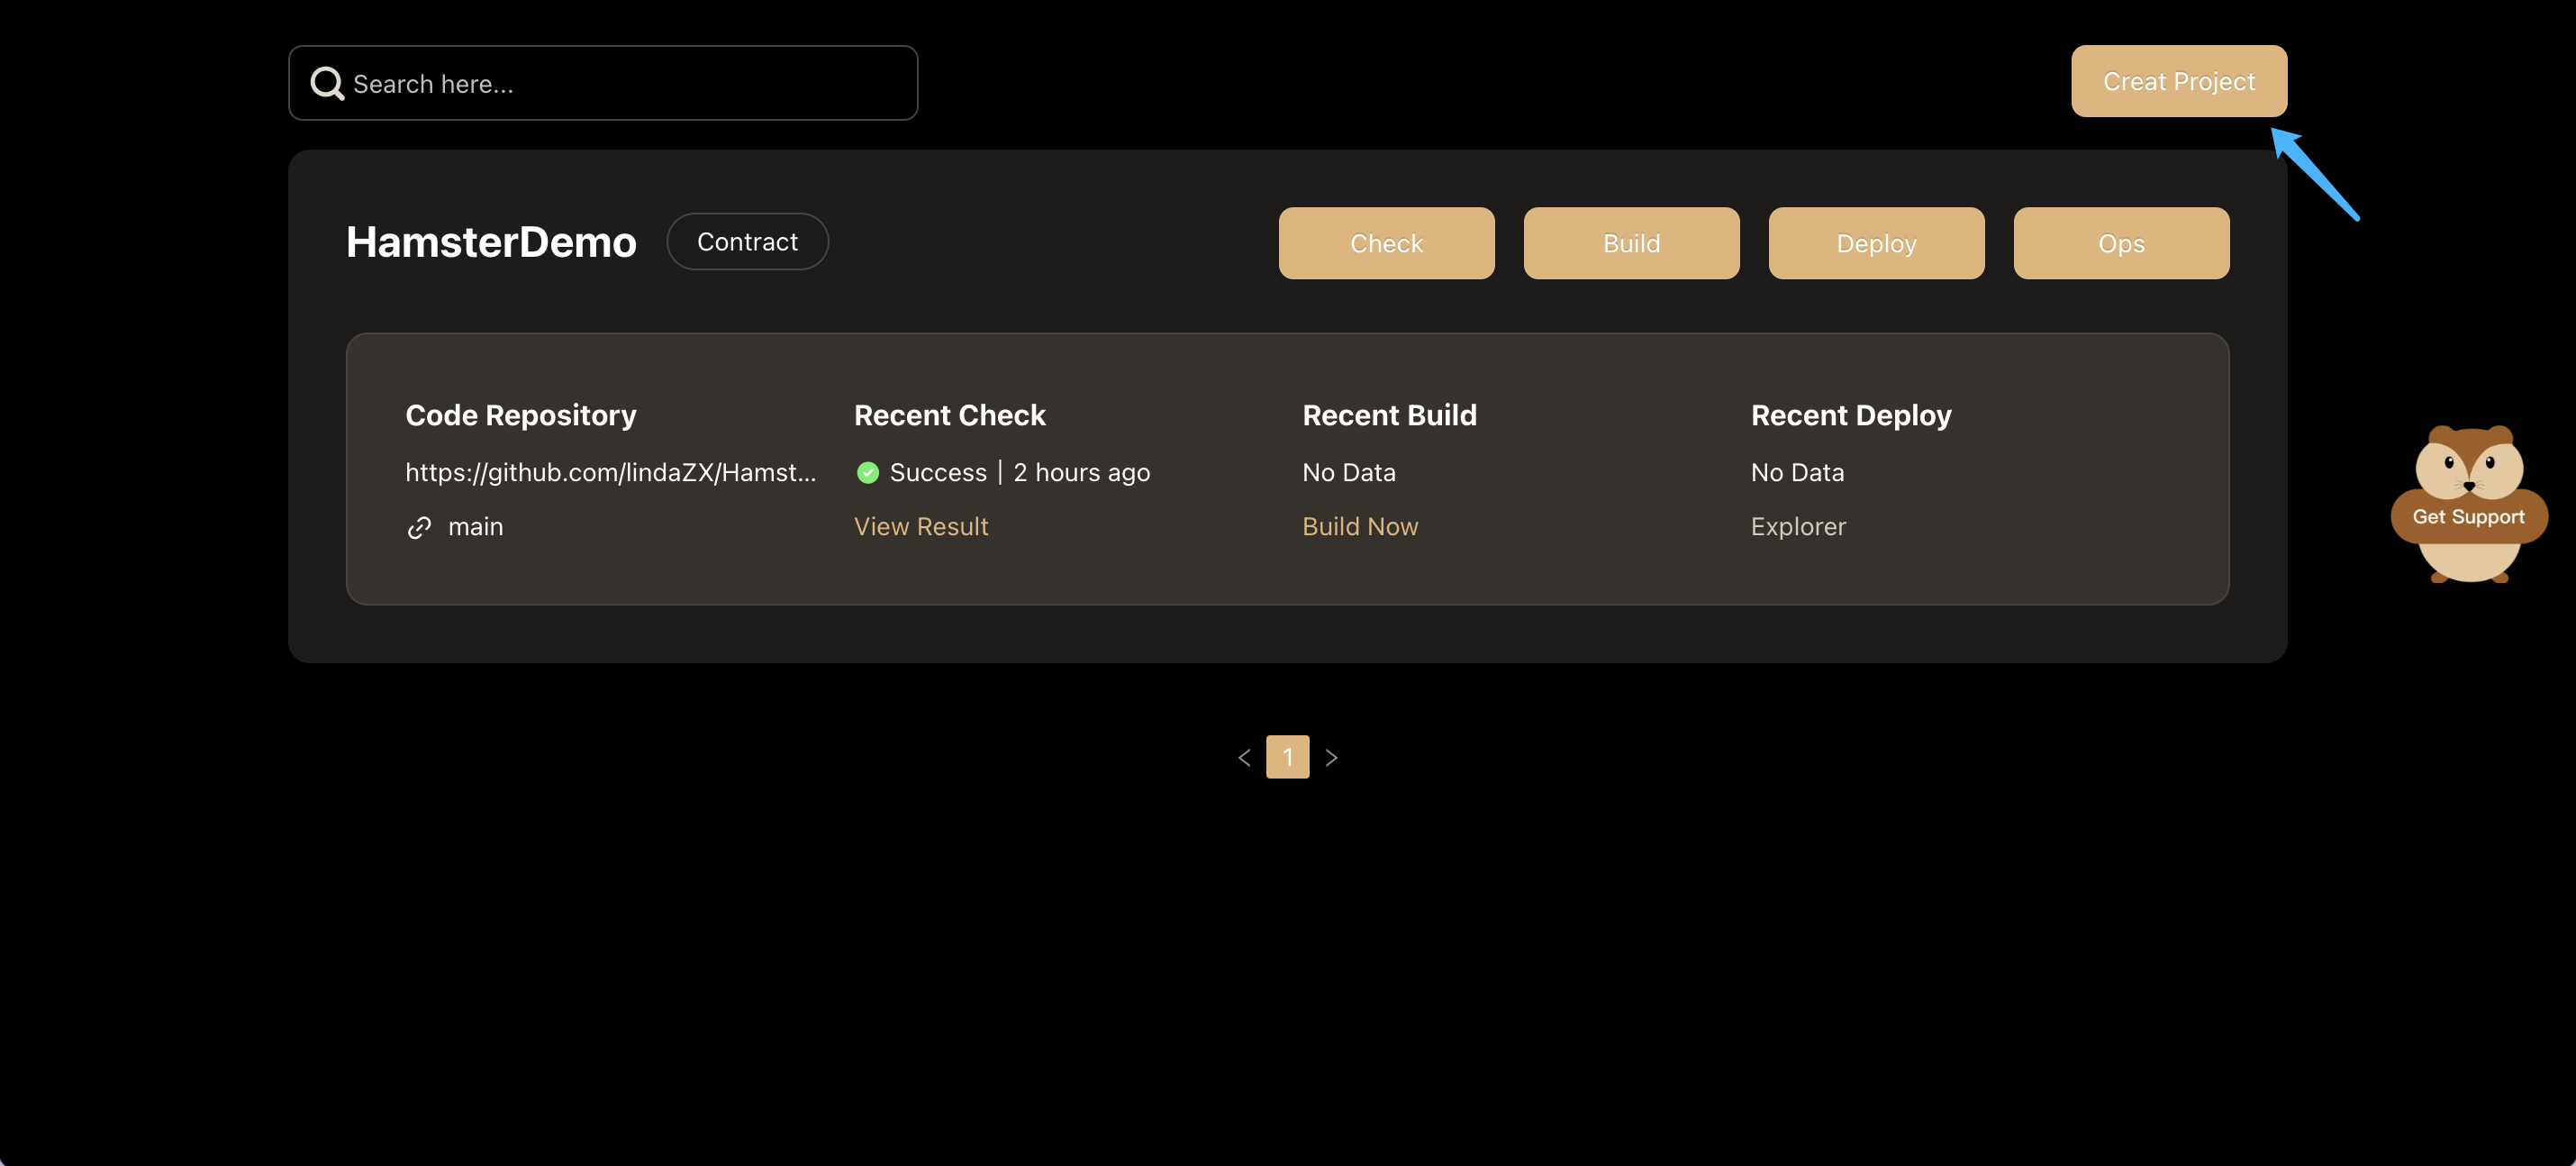 Search here...
Creat Project
HamsterDemo
Contract
Check
Build
Deploy
Ops
Code Repository
https://github.com/lindaZX/Hamst...
main
Recent Check
Success | 2 hours ago
View Result
Recent Build
No Data
Build Now
Recent Deploy
No Data
Explorer
Get Support
< 1 >